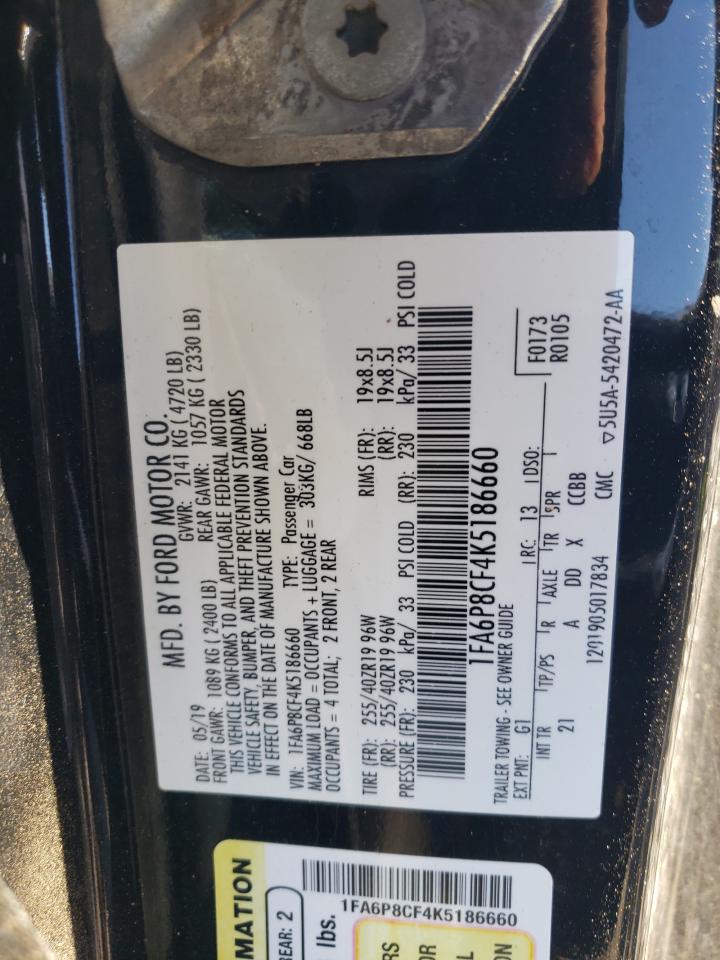 MFD. BY FORD MOTOR CO.
DATE: 05/19 GVWR: 2141 KG ( 4720 LB)
FRONT GAWR: 1089 KG ( 2400 LB) REAR GAWR: 1057 KG ( 2330 LB)
THIS VEHICLE CONFORMS TO ALL APPLICABLE FEDERAL MOTOR
VEHICLE SAFETY, BUMPER, AND THEFT PREVENTION STANDARDS
IN EFFECT ON THE DATE OF MANUFACTURE SHOWN ABOVE.
VIN: 1FA6P8CF4K5186660 TYPE: Passenger Car
MAXIMUM LOAD = OCCUPANTS + LUGGAGE = 303KG/ 668LB
OCCUPANTS = 4 TOTAL; 2 FRONT, 2 REAR
TIRE (FR): 255/40ZR19 96W RIMS (FR): 19x8.5J
(RR): 255/40ZR19 96W (RR): 19x8.5J
PRESSURE (FR): 230 kPa/ 33 PSI COLD (RR): 230 kPa/ 33 PSI COLD
1FA6P8CF4K5186660
TRAILER TOWING - SEE OWNER GUIDE
EXT PNT: G1 RC: 13 DSO: F0173
R0105
INT TR TP/PS R AXLE TR SPR
21 A DD X CCBB
1201905017834 CMC ▽5U5A-5420472-AA
RMATION
REAR: 2
lbs.
1FA6P8CF4K5186660
RS
OR
L
ON